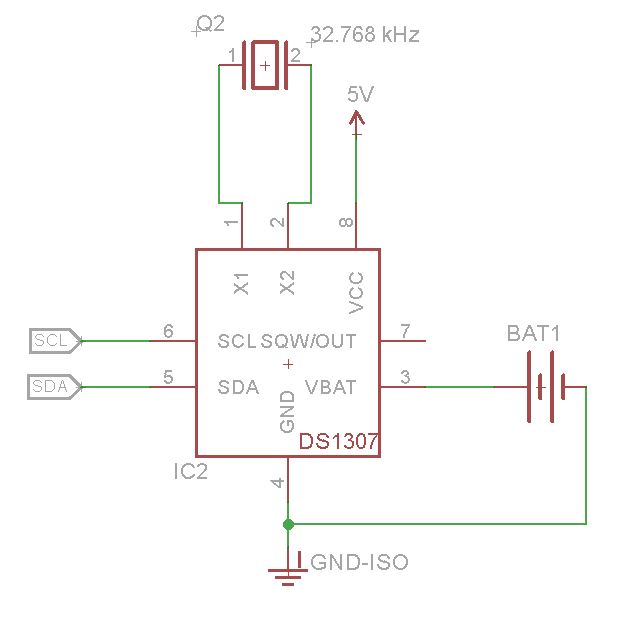 Q2
32.768 kHz
1
2
5V
1
2
8
X1
X2
VCC
SCL
6
SCL
SQW/OUT
7
BAT1
SDA
5
SDA
VBAT
3
GND
DS1307
IC2
4
GND-ISO